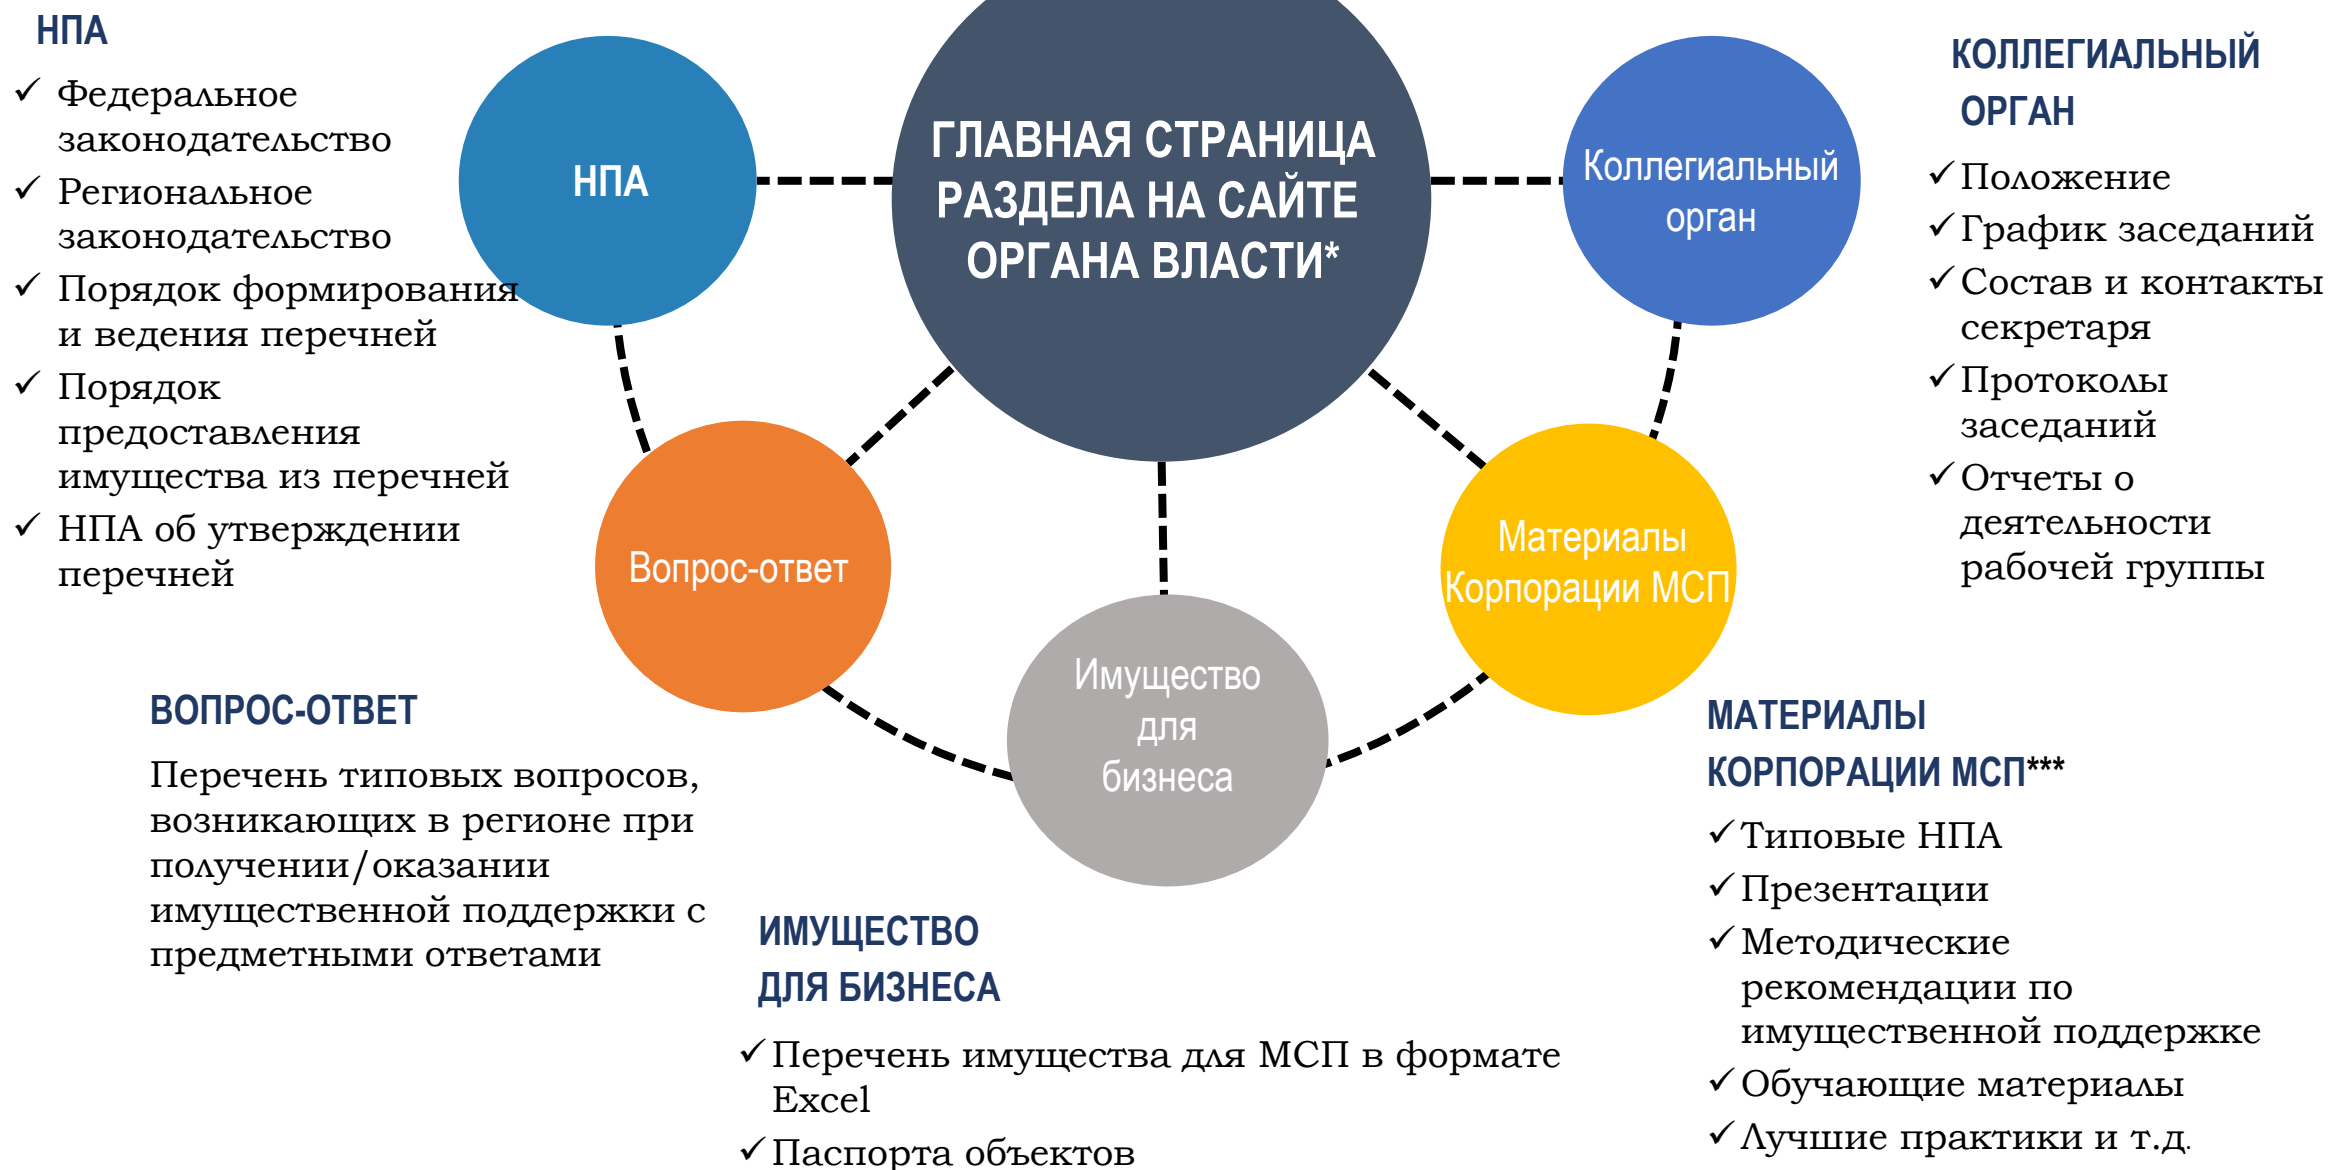 НПА
✓ Федеральное
законодательство
✓ Региональное
законодательство
✓ Порядок формирования
и ведения перечней
✓ Порядок
предоставления
имущества из перечней
✓ НПА об утверждении
перечней
НПА
ГЛАВНАЯ СТРАНИЦА
РАЗДЕЛА НА САЙТЕ
ОРГАНА ВЛАСТИ*
Коллегиальный
орган
КОЛЛЕГИАЛЬНЫЙ
ОРГАН
✓ Положение
✓ График заседаний
✓ Состав и контакты
секретаря
✓ Протоколы
заседаний
✓ Отчеты о
деятельности
рабочей группы
Вопрос-ответ
Имущество
для
бизнеса
Материалы
Корпорации МСП
ВОПРОС-ОТВЕТ
Перечень типовых вопросов,
возникающих в регионе при
получении/оказании
имущественной поддержки с
предметными ответами
ИМУЩЕСТВО
ДЛЯ БИЗНЕСА
✓ Перечень имущества для МСП в формате
Excel
✓ Паспорта объектов
МАТЕРИАЛЫ
КОРПОРАЦИИ МСП***
✓ Типовые НПА
✓ Презентации
✓ Методические
рекомендации по
имущественной поддержке
✓ Обучающие материалы
✓ Лучшие практики и т.д.